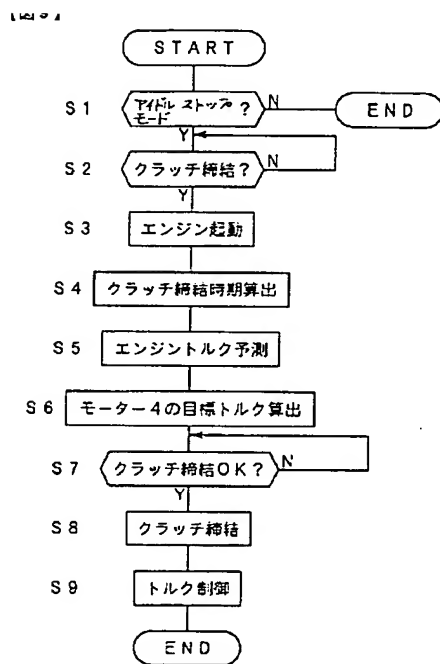 START
S1 アイドル ストップ モード ? N END
Y
S2 クラッチ締結? N
Y
S3 エンジン起動
S4 クラッチ締結時期算出
S5 エンジントルク予測
S6 モーター4の目標トルク算出
S7 クラッチ締結OK? N
Y
S8 クラッチ締結
S9 トルク制御
END